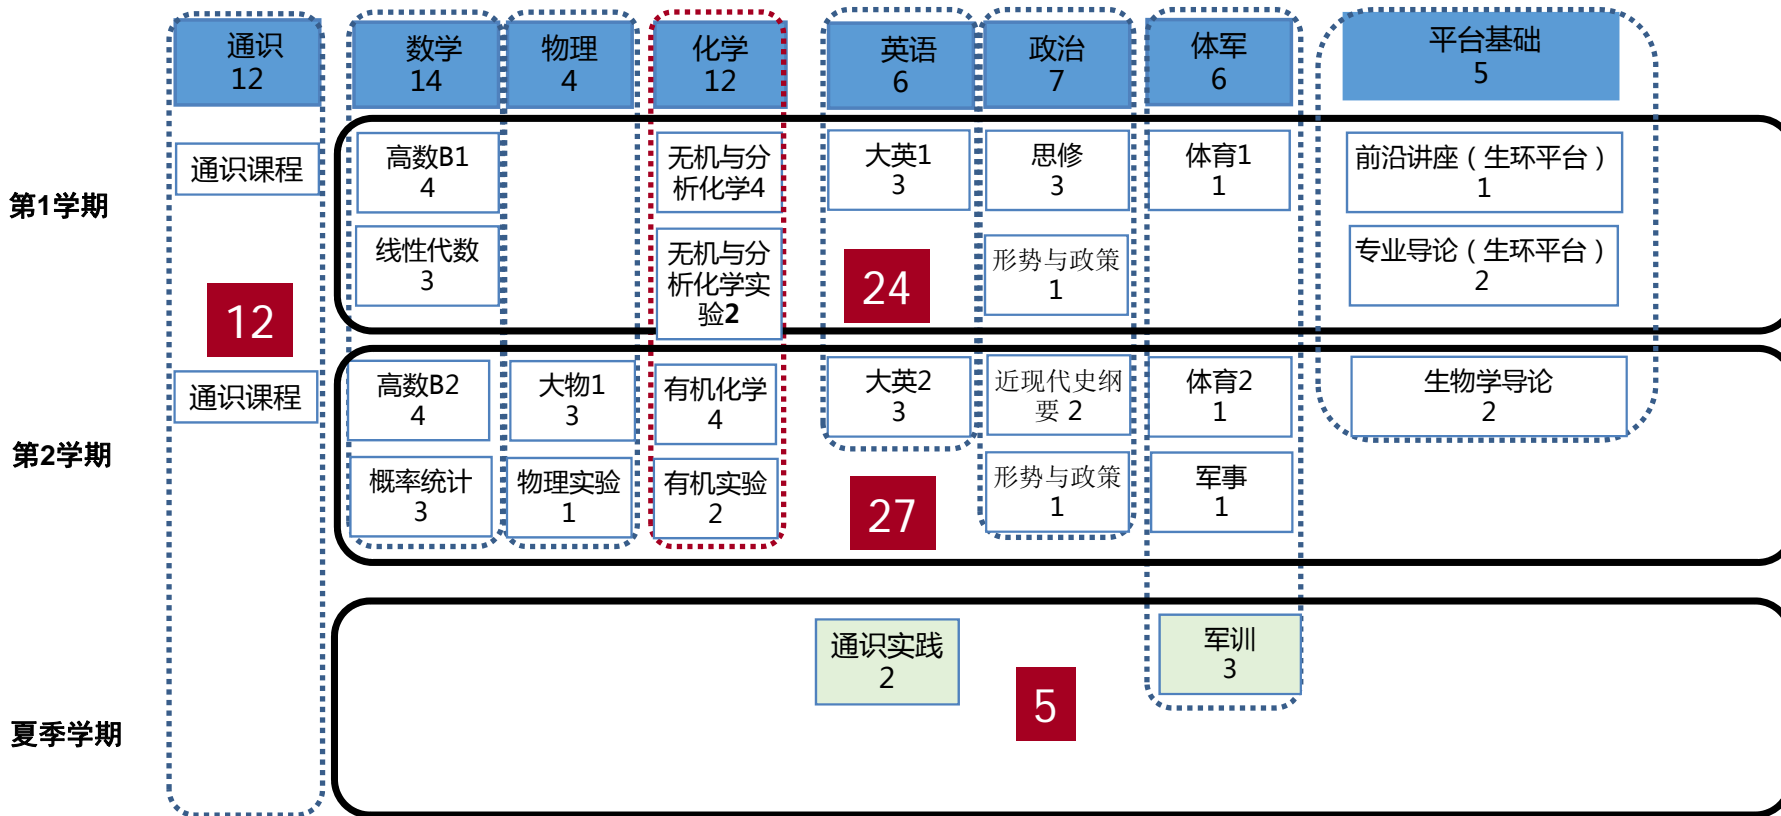 通识
12
数学
14
物理
4
化学
12
英语
6
政治
7
体军
6
平台基础
5
第1学期
通识课程
高数B1
4
线性代数
3
无机与分
析化学4
无机与分
析化学实
验2
大英1
3
思修
3
形势与政策
1
体育1
1
前沿讲座（生环平台）
1
专业导论（生环平台）
2
12
24
第2学期
通识课程
高数B2
4
概率统计
3
大物1
3
物理实验
1
有机化学
4
有机实验
2
大英2
3
近现代史纲
要 2
形势与政策
1
体育2
1
军事
1
生物学导论
2
27
夏季学期
通识实践
2
5
军训
3